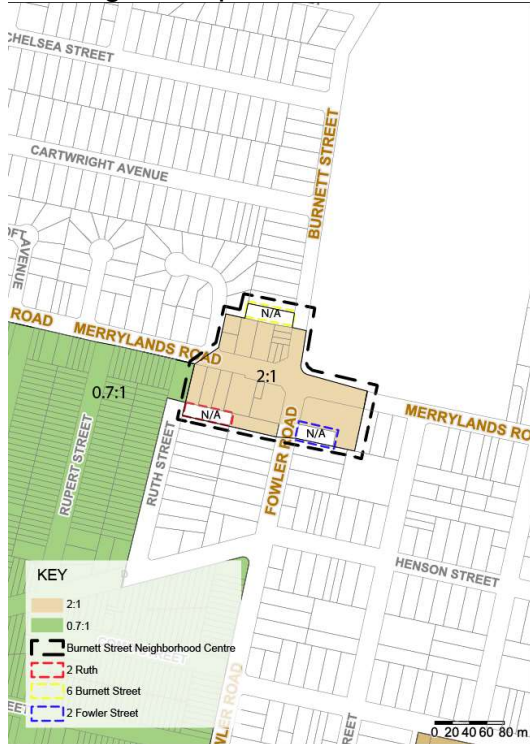 CHELSEA STREET
CARTWRIGHT AVENUE
BURNETT STREET
AVENUE
ROAD
MERRYLANDS ROAD
N/A
2:1
0.7:1
N/A
N/A
MERRYLANDS RO
FOWLER ROAD
RUPERT STREET
RUTH STREET
HENSON STREET
KEY
2:1
0.7:1
Burnett Street Neighborhood Centre
2 Ruth
6 Burnett Street
2 Fowler Street
STREET
0 20 40 60 80 m